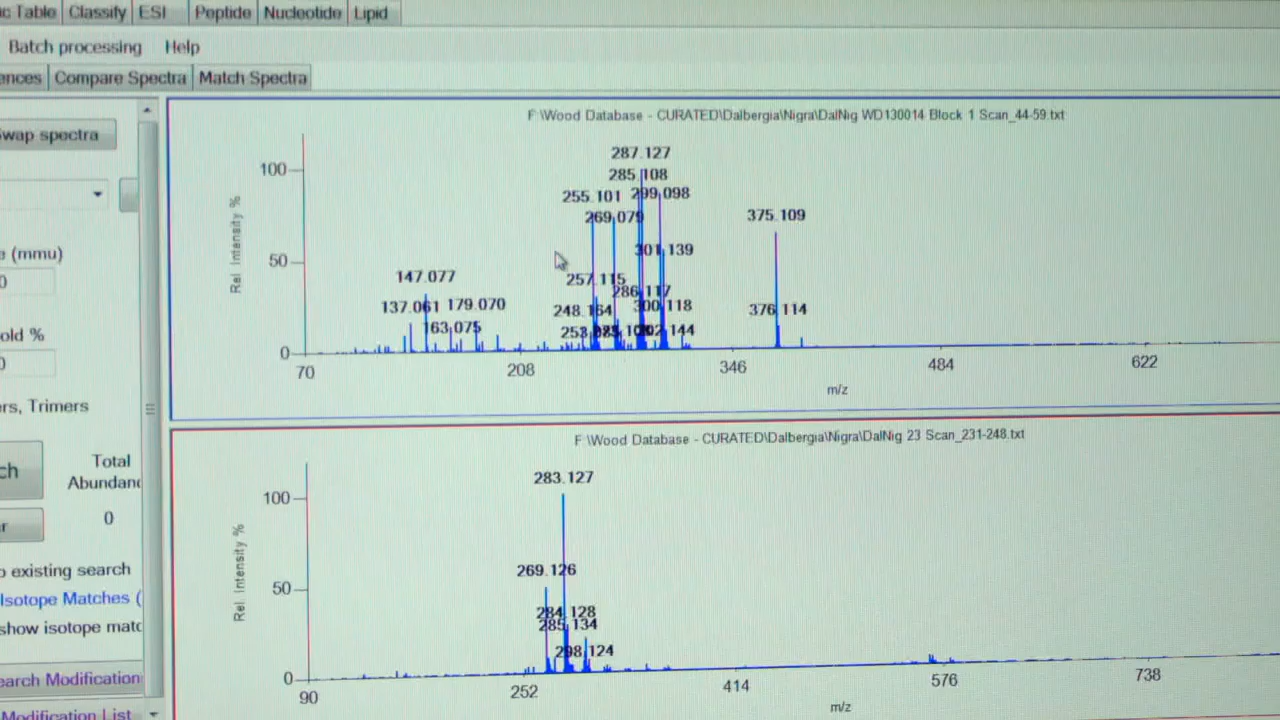 ic Table Classify ESI Peptide Nucleotide Lipid
Batch processing Help
ences Compare Spectra Match Spectra
Swap spectra
e (mmu)
0
old %
0
ers, Trimers
ch
Total
Abundanc
r
0
o existing search
Isotope Matches (
show isotope matc
earch Modification
Modification List
F:\Wood Database - CURATED\Dalbergia\Nigra\DalNig WD130014 Block 1 Scan_44-59.txt
Rel. Intensity %
100
50
0
287.127
285.108
255.101 299.098
269.079
375.109
301.139
147.077
257.115
286.117
137.061 179.070
248.164 300.118
376.114
163.075
70 208 346 484 622
m/z
F:\Wood Database - CURATED\Dalbergia\Nigra\DalNig 23 Scan_231-248.txt
Rel. Intensity %
100
50
0
283.127
269.126
284.128
285.134
298.124
90 252 414 576 738
m/z